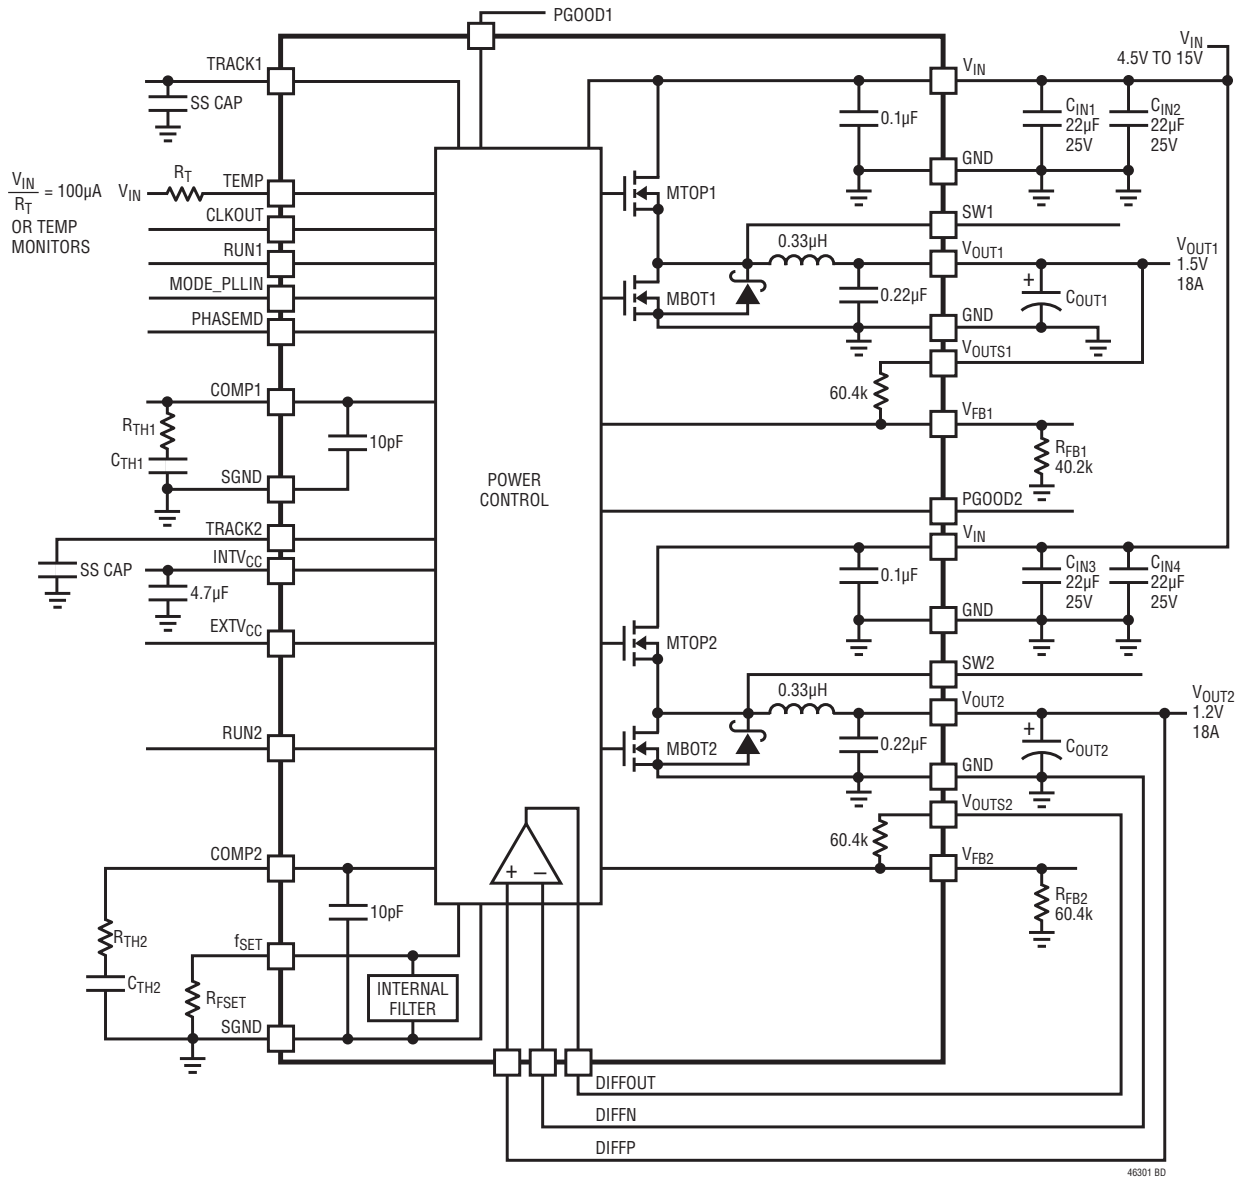 PGOOD1
TRACK1
SS CAP
V_IN
4.5V TO 15V
V_IN
0.1µF
C_IN1
22µF
25V
C_IN2
22µF
25V
GND
V_IN/R_T = 100µA
OR TEMP
MONITORS
V_IN
R_T
TEMP
CLKOUT
RUN1
MODE_PLLIN
PHASEMD
MTOP1
SW1
0.33µH
V_OUT1
V_OUT1
1.5V
18A
MBOT1
0.22µF
C_OUT1
GND
V_OUTS1
60.4k
V_FB1
R_FB1
40.2k
COMP1
R_TH1
C_TH1
10pF
SGND
POWER
CONTROL
PGOOD2
TRACK2
SS CAP
INTV_CC
4.7µF
EXTV_CC
V_IN
0.1µF
C_IN3
22µF
25V
C_IN4
22µF
25V
GND
MTOP2
SW2
0.33µH
V_OUT2
V_OUT2
1.2V
18A
RUN2
MBOT2
0.22µF
C_OUT2
GND
V_OUTS2
60.4k
V_FB2
R_FB2
60.4k
COMP2
+ –
10pF
R_TH2
C_TH2
f_SET
R_FSET
INTERNAL
FILTER
SGND
DIFFOUT
DIFFN
DIFFP
46301 BD